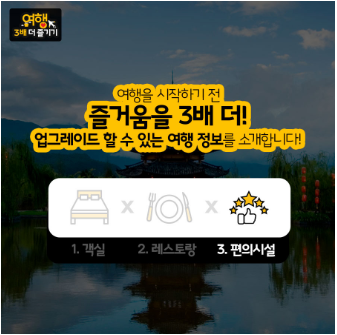 여행
3배 더 즐기기
여행을 시작하기 전
즐거움을 3배 더!
업그레이드 할 수 있는 여행 정보를 소개합니다!
x x
1. 객실 2. 레스토랑 3. 편의시설